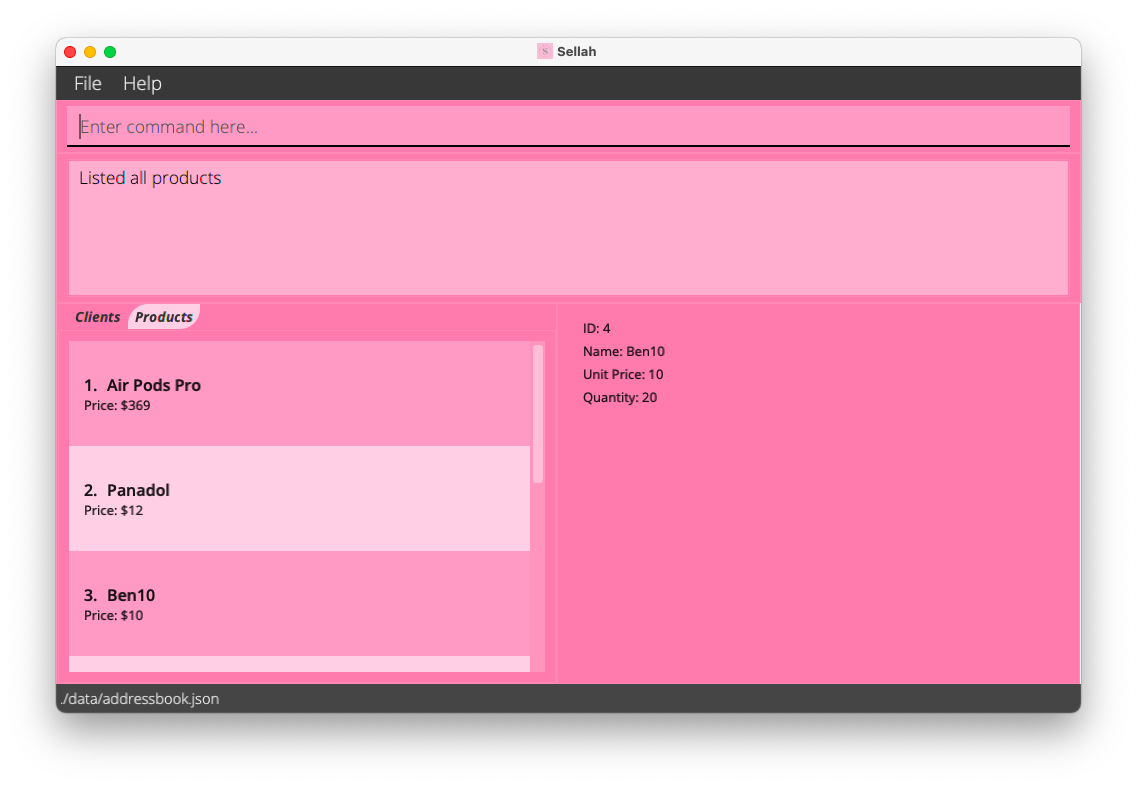 S Sellah
File Help
Enter command here...
Listed all products
Clients Products
1. Air Pods Pro
Price: $369
2. Panadol
Price: $12
3. Ben10
Price: $10
ID: 4
Name: Ben10
Unit Price: 10
Quantity: 20
./data/addressbook.json